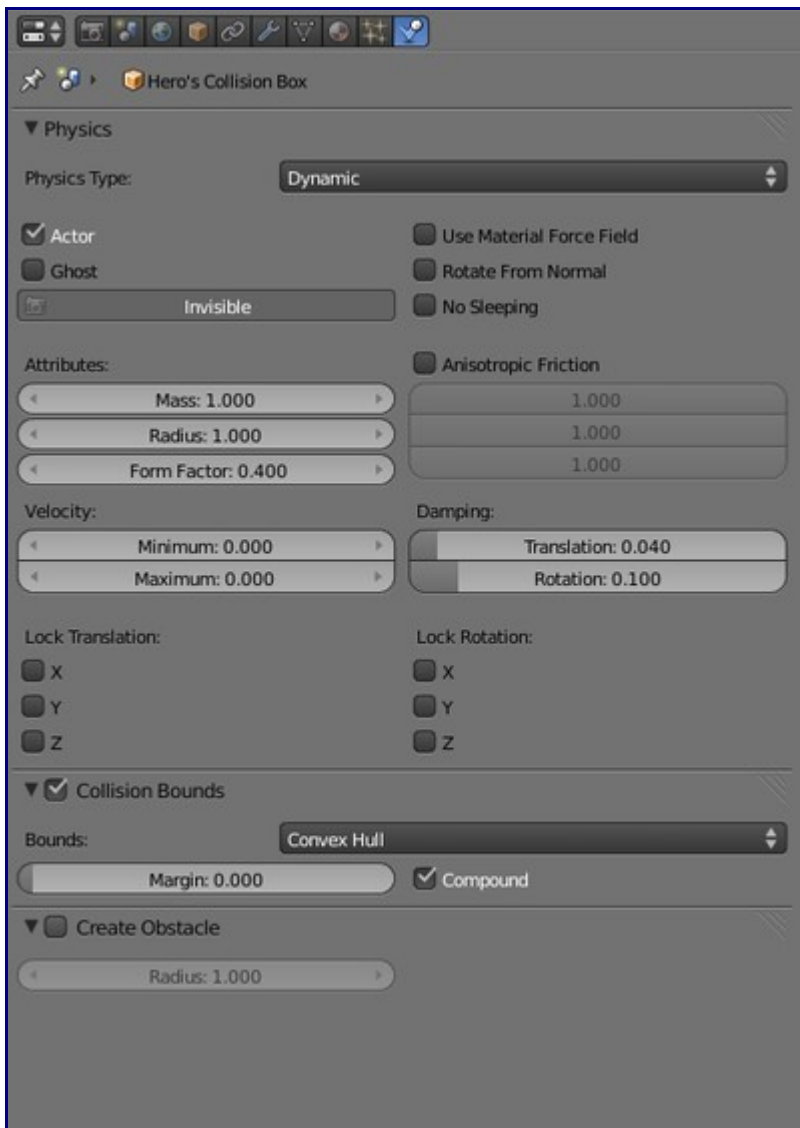 Hero's Collision Box
Physics
Physics Type: Dynamic
Actor Use Material Force Field
Ghost Rotate From Normal
Invisible No Sleeping
Attributes: Anisotropic Friction
Mass: 1.000 1.000
Radius: 1.000 1.000
Form Factor: 0.400 1.000
Velocity: Damping:
Minimum: 0.000 Translation: 0.040
Maximum: 0.000 Rotation: 0.100
Lock Translation: Lock Rotation:
X X
Y Y
Z Z
Collision Bounds
Bounds: Convex Hull
Margin: 0.000 Compound
Create Obstacle
Radius: 1.000